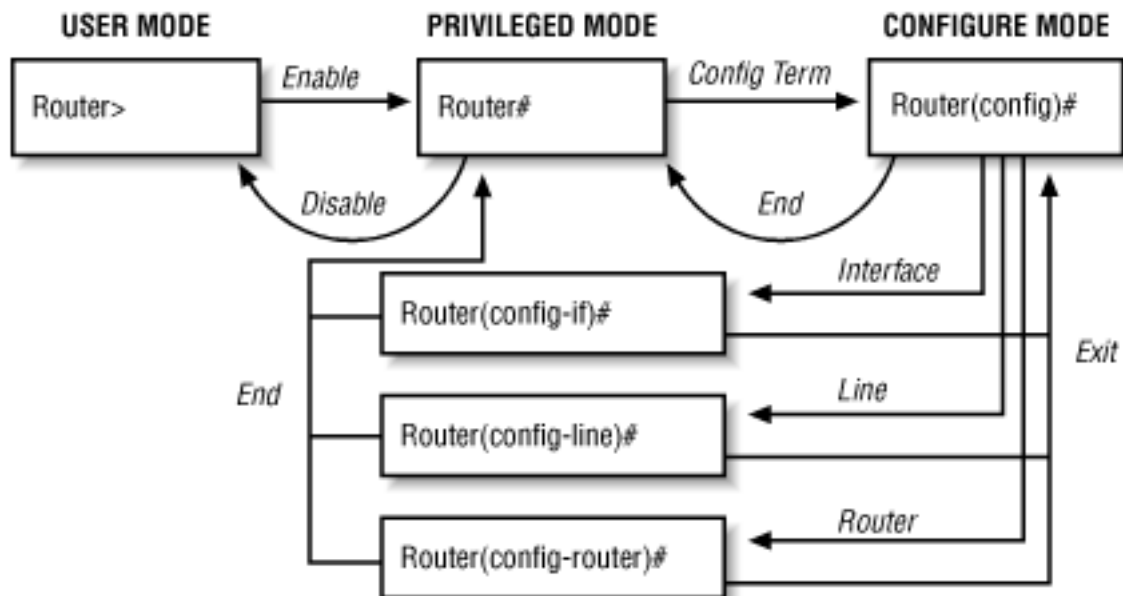 USER MODE
PRIVILEGED MODE
CONFIGURE MODE
Router>
Enable
Router#
Config Term
Router(config)#
Disable
End
Interface
Router(config-if)#
Exit
End
Line
Router(config-line)#
Router
Router(config-router)#